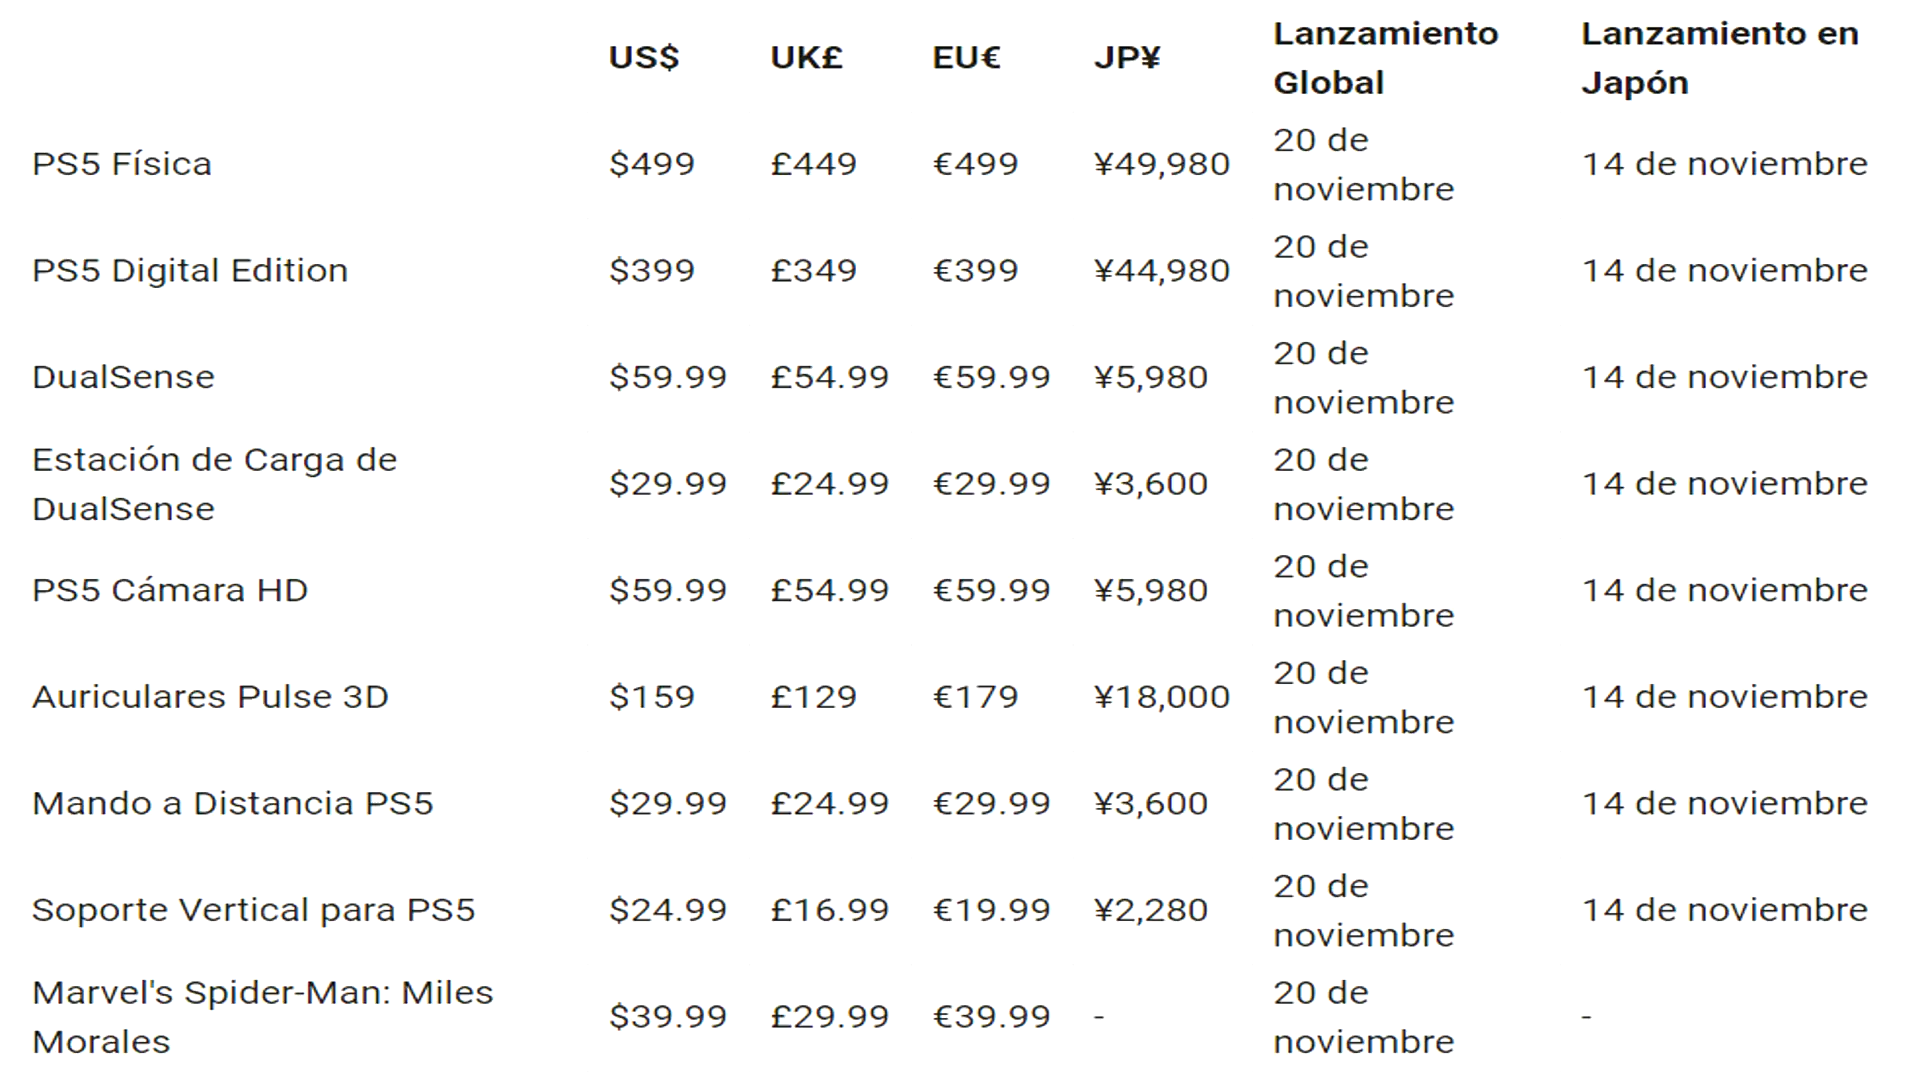 US$ UK£ EU€ JP¥ Lanzamiento Global Lanzamiento en Japón
PS5 Física $499 £449 €499 ¥49,980 20 de noviembre 14 de noviembre
PS5 Digital Edition $399 £349 €399 ¥44,980 20 de noviembre 14 de noviembre
DualSense $59.99 £54.99 €59.99 ¥5,980 20 de noviembre 14 de noviembre
Estación de Carga de DualSense $29.99 £24.99 €29.99 ¥3,600 20 de noviembre 14 de noviembre
PS5 Cámara HD $59.99 £54.99 €59.99 ¥5,980 20 de noviembre 14 de noviembre
Auriculares Pulse 3D $159 £129 €179 ¥18,000 20 de noviembre 14 de noviembre
Mando a Distancia PS5 $29.99 £24.99 €29.99 ¥3,600 20 de noviembre 14 de noviembre
Soporte Vertical para PS5 $24.99 £16.99 €19.99 ¥2,280 20 de noviembre 14 de noviembre
Marvel's Spider-Man: Miles Morales $39.99 £29.99 €39.99 - 20 de noviembre -